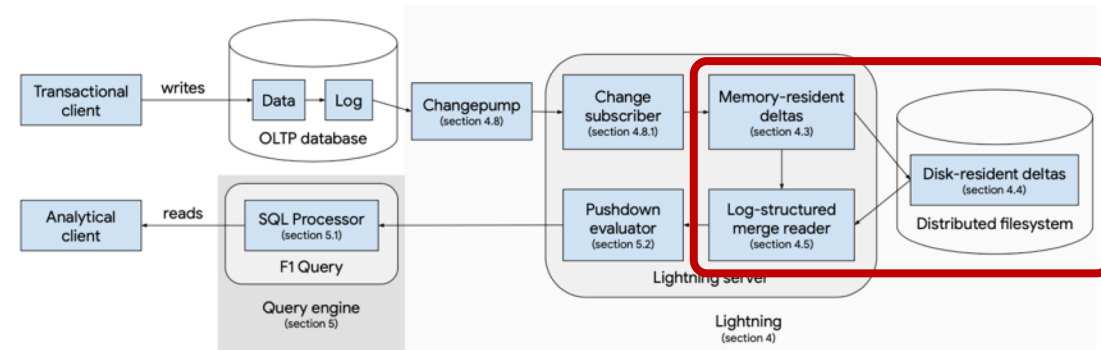 Transactional
client
writes
Data
Log
OLTP database
Changepump
(section 4.8)
Change
subscriber
(section 4.8.1)
Memory-resident
deltas
(section 4.3)
Disk-resident deltas
(section 4.4)
Distributed filesystem
Analytical
client
reads
SQL Processor
(section 5.1)
F1 Query
Query engine
(section 5)
Pushdown
evaluator
(section 5.2)
Log-structured
merge reader
(section 4.5)
Lightning server
Lightning
(section 4)